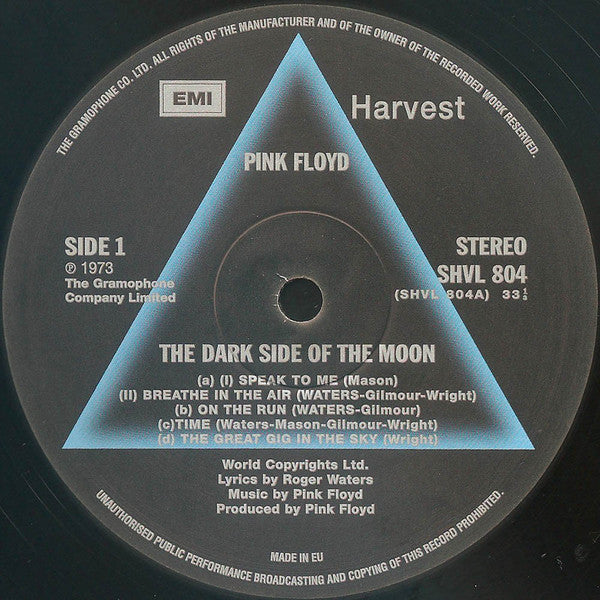 THE GRAMOPHONE CO. LTD. ALL RIGHTS OF THE MANUFACTURER AND OF THE OWNER OF THE RECORDED WORK RESERVED.
EMI
Harvest
PINK FLOYD
SIDE 1
℗ 1973
The Gramophone
Company Limited
STEREO
SHVL 804
(SHVL 804A) 33⅓
THE DARK SIDE OF THE MOON
(a) (I) SPEAK TO ME (Mason)
(II) BREATHE IN THE AIR (WATERS-Gilmour-Wright)
(b) ON THE RUN (WATERS-Gilmour)
(c)TIME (Waters-Mason-Gilmour-Wright)
(d) THE GREAT GIG IN THE SKY (Wright)
World Copyrights Ltd.
Lyrics by Roger Waters
Music by Pink Floyd
Produced by Pink Floyd
MADE IN EU
UNAUTHORISED PUBLIC PERFORMANCE BROADCASTING AND COPYING OF THIS RECORD PROHIBITED.